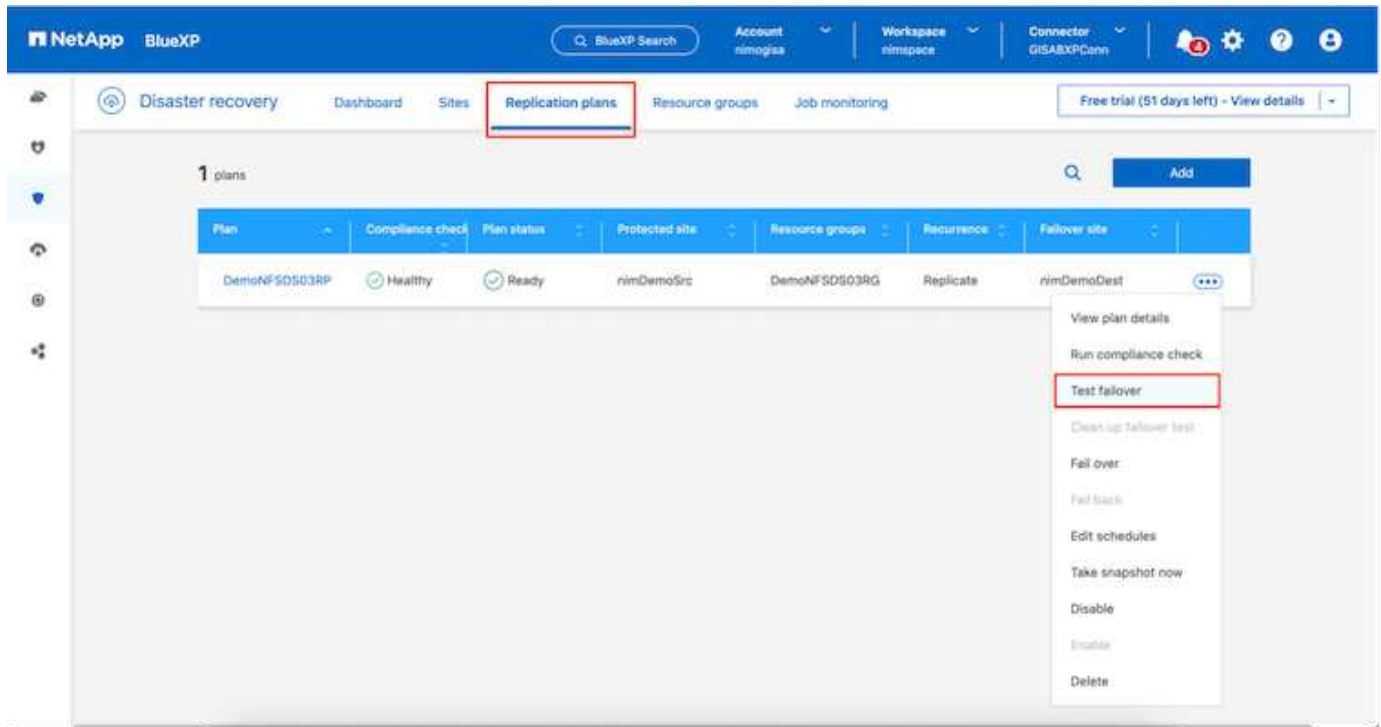 NetApp BlueXP
BlueXP Search
Account
nimogisa
Workspace
nimspace
Connector
GISABXPConn
4
Disaster recovery
Dashboard
Sites
Replication plans
Resource groups
Job monitoring
Free trial (51 days left) - View details
1 plans
Add
Plan
Compliance check
Plan status
Protected site
Resource groups
Recurrence
Failover site
DemoNFSDS03RP
Healthy
Ready
nimDemoSrc
DemoNFSDS03RG
Replicate
nimDemoDest
View plan details
Run compliance check
Test failover
Clean up failover test
Fail over
Fail back
Edit schedules
Take snapshot now
Disable
Enable
Delete